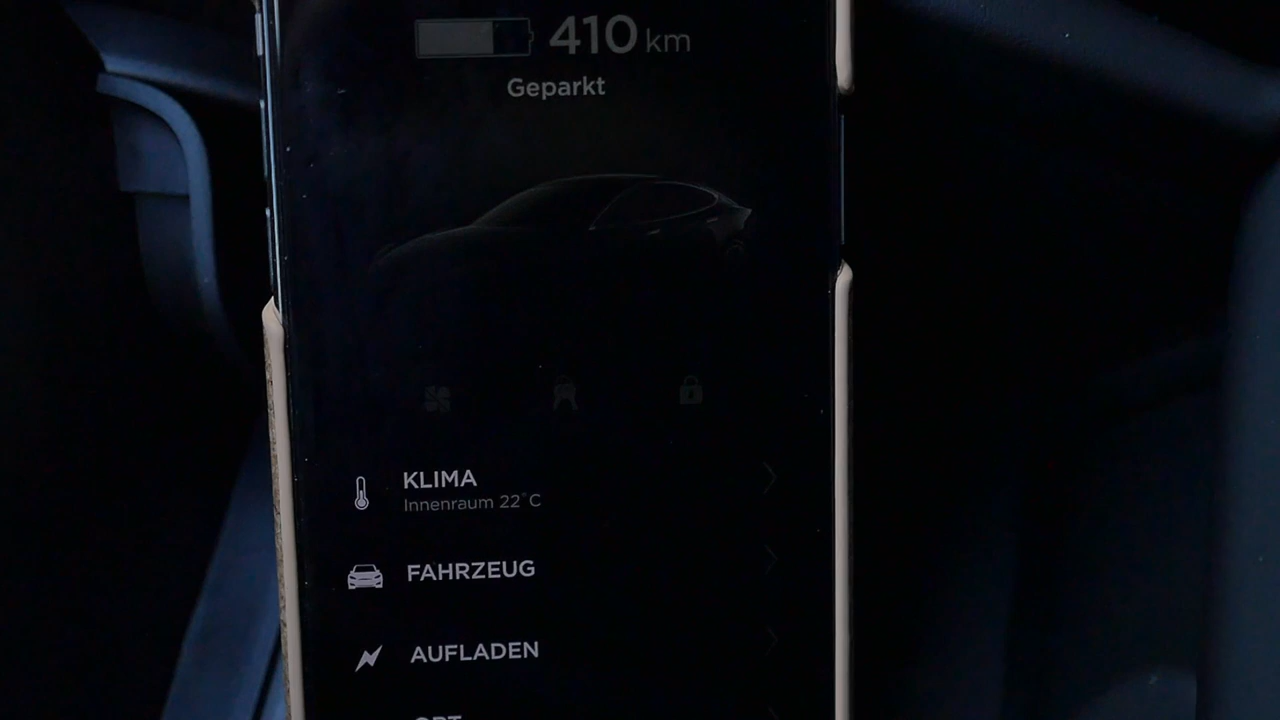 410 km
Geparkt
KLIMA
Innenraum 22°C
FAHRZEUG
AUFLADEN